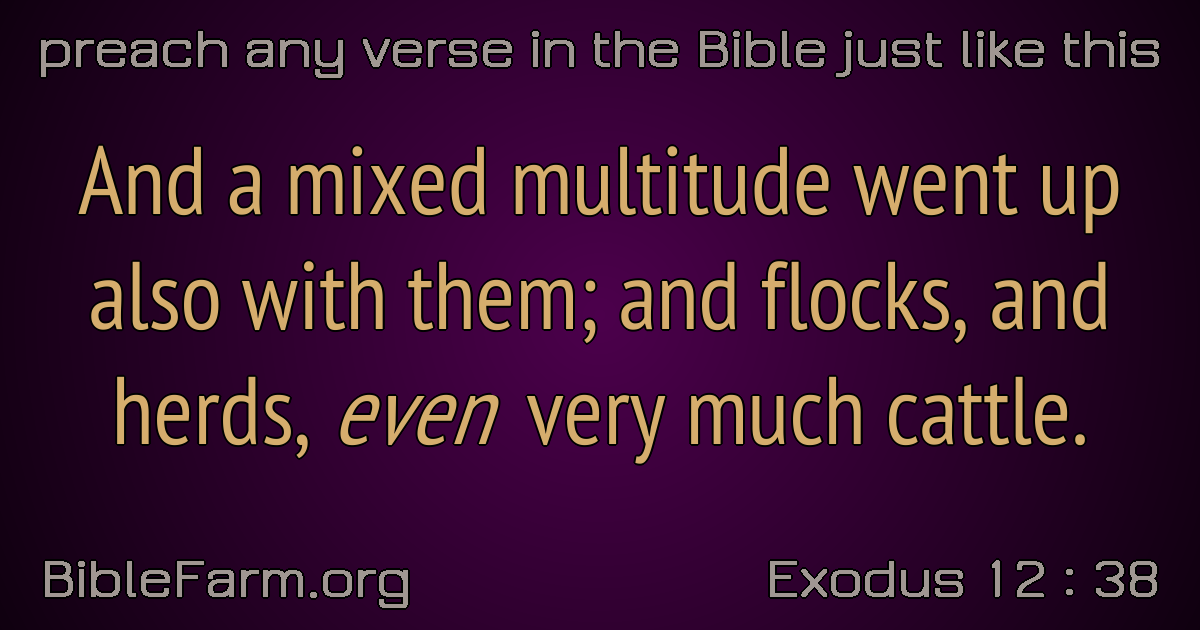 preach any verse in the Bible just like this
And a mixed multitude went up
also with them; and flocks, and
herds, even very much cattle.
BibleFarm.org
Exodus 12 : 38